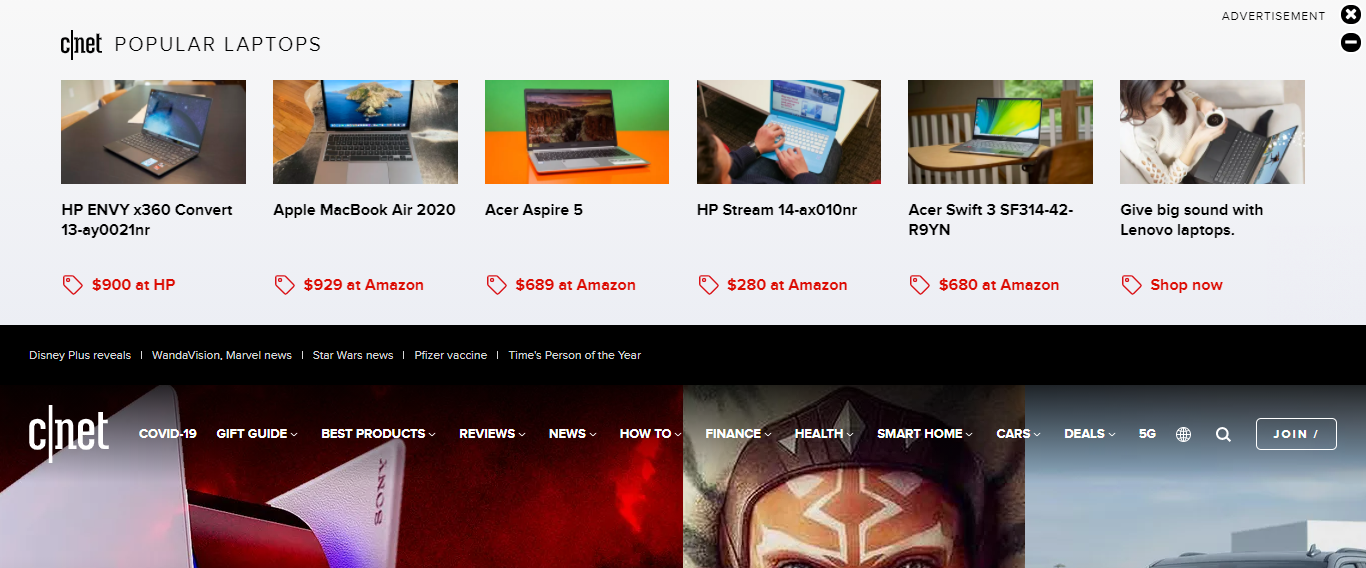 ADVERTISEMENT
c|net POPULAR LAPTOPS
HP ENVY x360 Convert
13-ay0021nr
Apple MacBook Air 2020
Acer Aspire 5
HP Stream 14-ax010nr
Acer Swift 3 SF314-42-
R9YN
Give big sound with
Lenovo laptops.
$900 at HP
$929 at Amazon
$689 at Amazon
$280 at Amazon
$680 at Amazon
Shop now
Disney Plus reveals | WandaVision, Marvel news | Star Wars news | Pfizer vaccine | Time's Person of the Year
c|net COVID-19 GIFT GUIDE BEST PRODUCTS REVIEWS NEWS HOW TO FINANCE HEALTH SMART HOME CARS DEALS 5G JOIN /
SONY